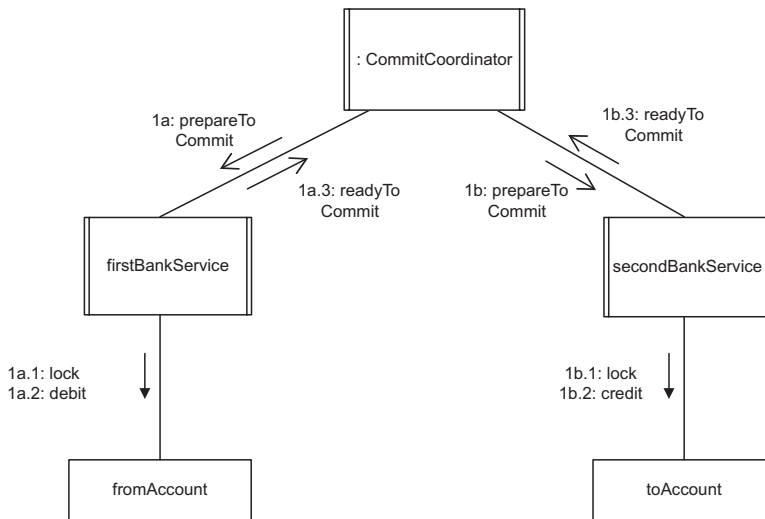 : CommitCoordinator
1a: prepareTo
Commit
1b.3: readyTo
Commit
1a.3: readyTo
Commit
1b: prepareTo
Commit
firstBankService
secondBankService
1a.1: lock
1a.2: debit
1b.1: lock
1b.2: credit
fromAccount
toAccount